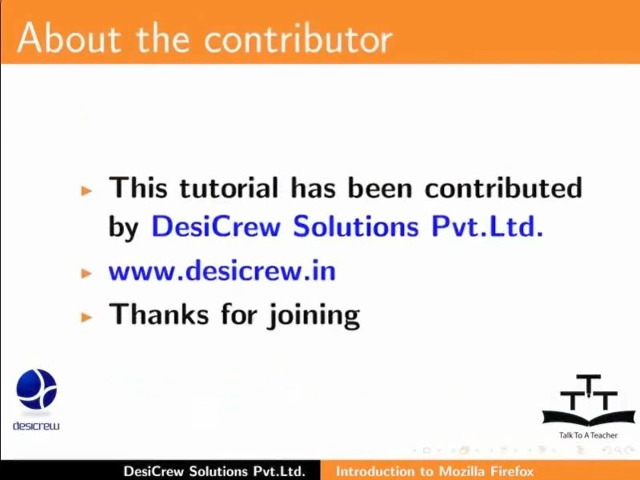 About the contributor
This tutorial has been contributed
by DesiCrew Solutions Pvt.Ltd.
www.desicrew.in
Thanks for joining
desicrew
TTT
Talk To A Teacher
DesiCrew Solutions Pvt.Ltd. Introduction to Mozilla Firefox